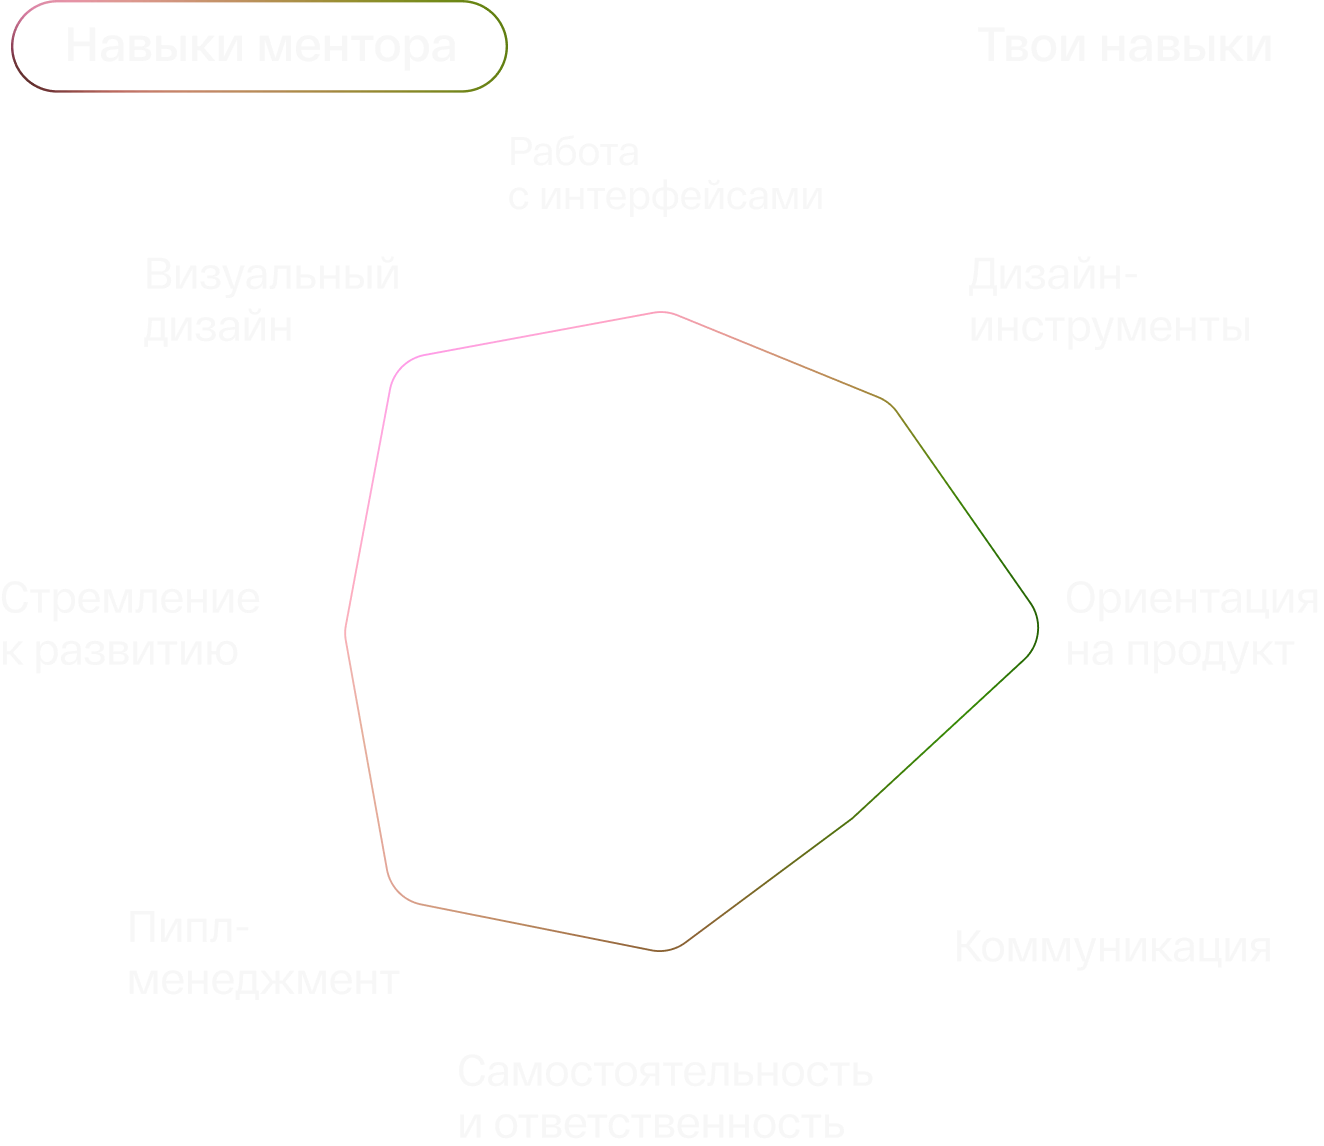 Навыки ментора
Твои навыки
Работа
с интерфейсами
Визуальный
дизайн
Дизайн-
инструменты
Стремление
к развитию
Ориентация
на продукт
Пипл-
менеджмент
Коммуникация
Самостоятельность
и ответственность